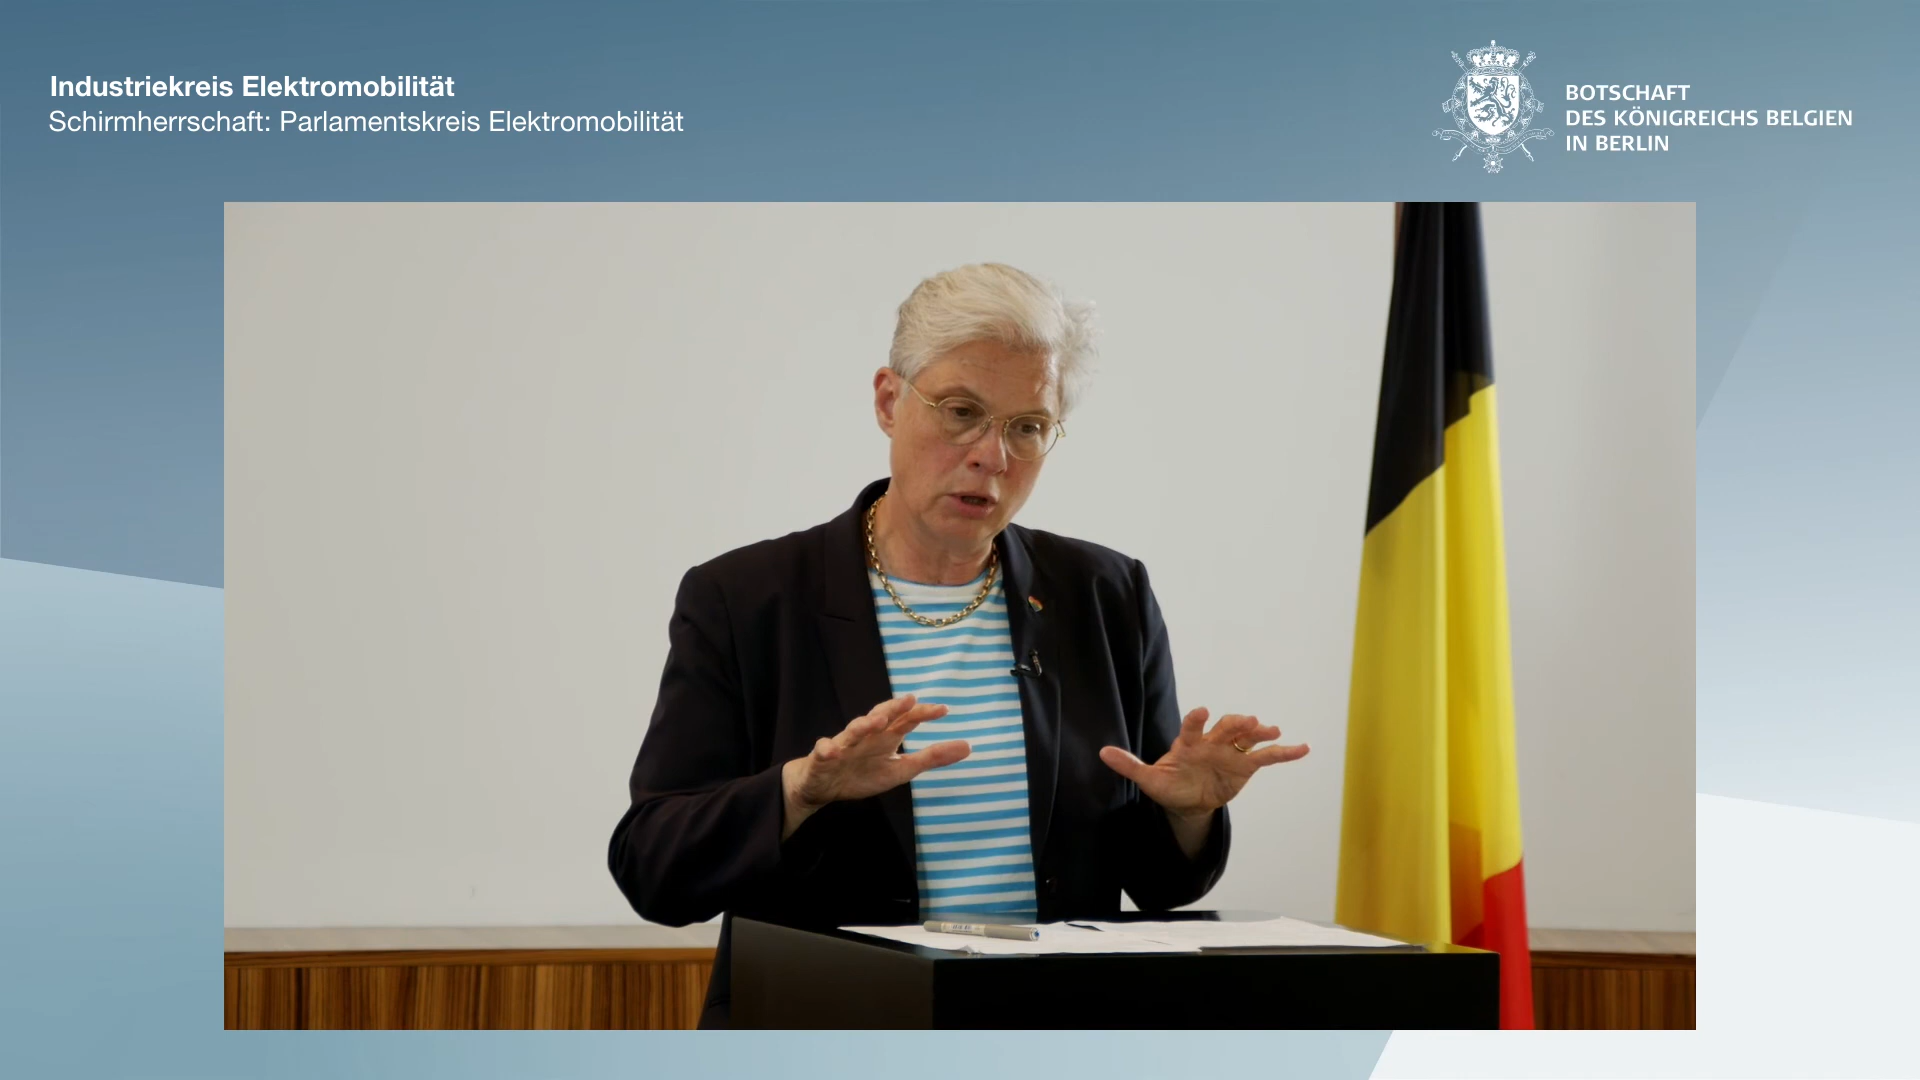 Industriekreis Elektromobilität
Schirmherrschaft: Parlamentskreis Elektromobilität
BOTSCHAFT
DES KÖNIGREICHS BELGIEN
IN BERLIN